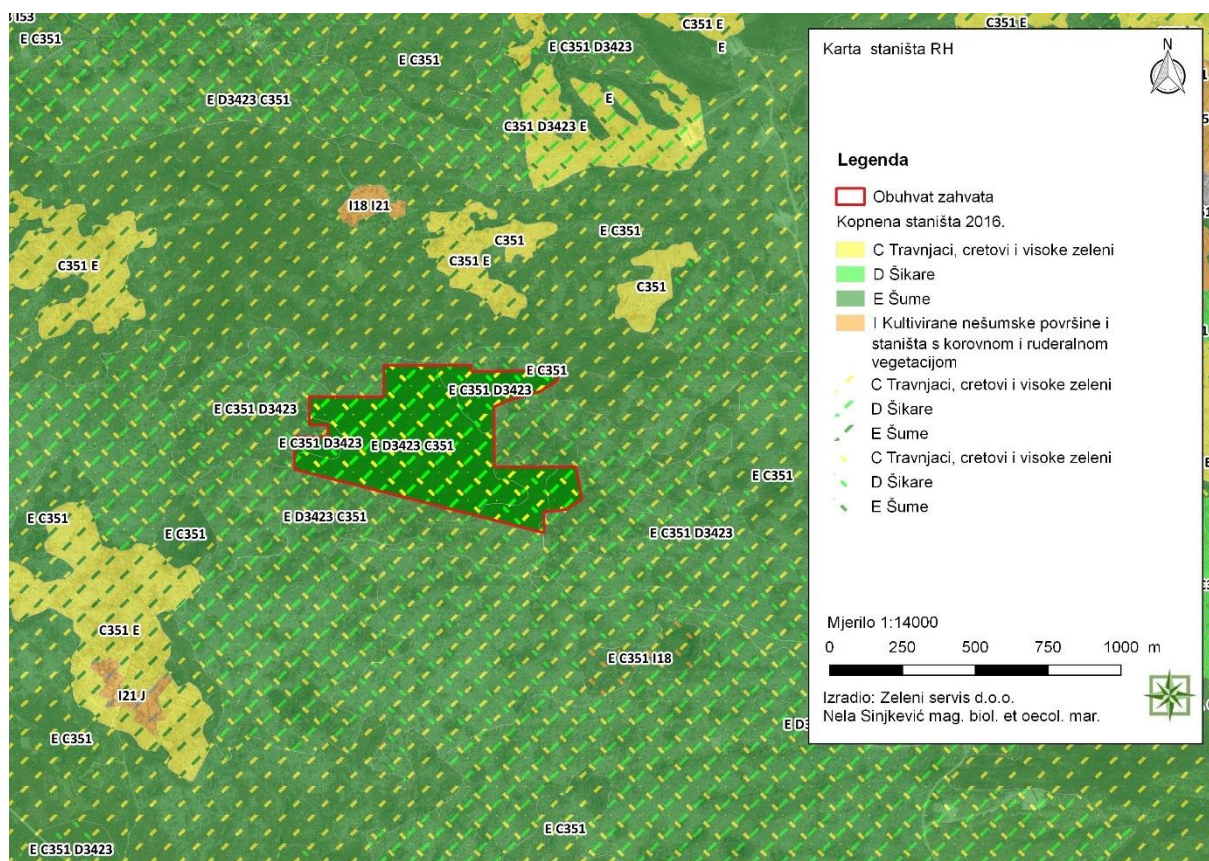 I53
E C351
E C351
E C351 D3423
C351 E
E
C351 E
E D3423 C351
E
C351 D3423 E
I18 I21
C351
E C351
C351 E
C351 E
C351
E C351
E C351 D3423
E C351 D3423
E C351 D3423
E D3423 C351
E C351
E C351
E D3423 C351
E C351
E C351 D3423
C351 E
E C351 I18
I21 J
E C351
E C351
E C351 D3423
Karta staništa RH
N
Legenda
Obuhvat zahvata
Kopnena staništa 2016.
C Travnjaci, cretovi i visoke zeleni
D Šikare
E Šume
I Kultivirane nešumske površine i
staništa s korovnom i ruderalnom
vegetacijom
C Travnjaci, cretovi i visoke zeleni
D Šikare
E Šume
C Travnjaci, cretovi i visoke zeleni
D Šikare
E Šume
Mjerilo 1:14000
0 250 500 750 1000 m
Izradio: Zeleni servis d.o.o.
Nela Sinjkević mag. biol. et oecol. mar.